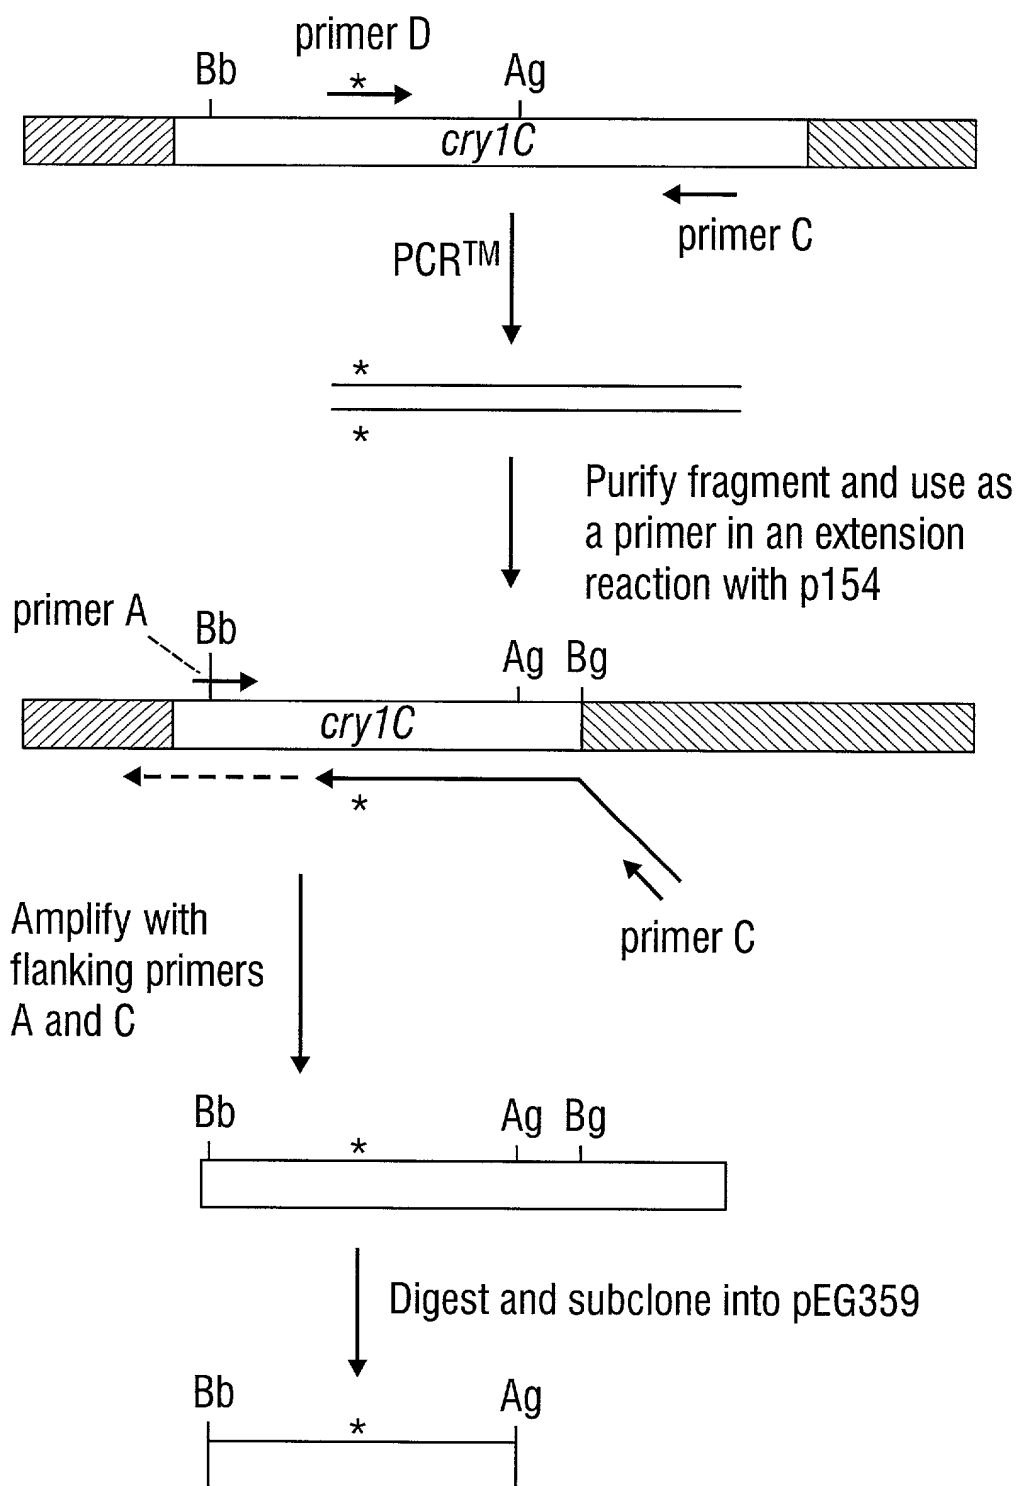 primer D
*
Bb
Ag
cry1C
primer C
PCR™
*
*
Purify fragment and use as
a primer in an extension
reaction with p154
primer A
Bb
Ag Bg
cry1C
*
primer C
Amplify with
flanking primers
A and C
Bb
*
Ag Bg
Digest and subclone into pEG359
Bb
*
Ag